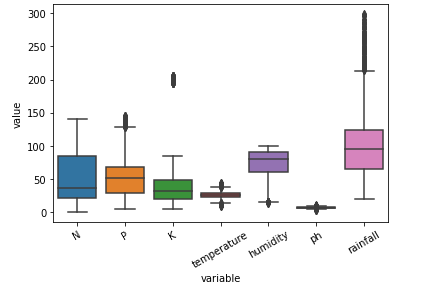 300
250
200
150
100
50
0
value
N
P
K
temperature
humidity
ph
rainfall
variable